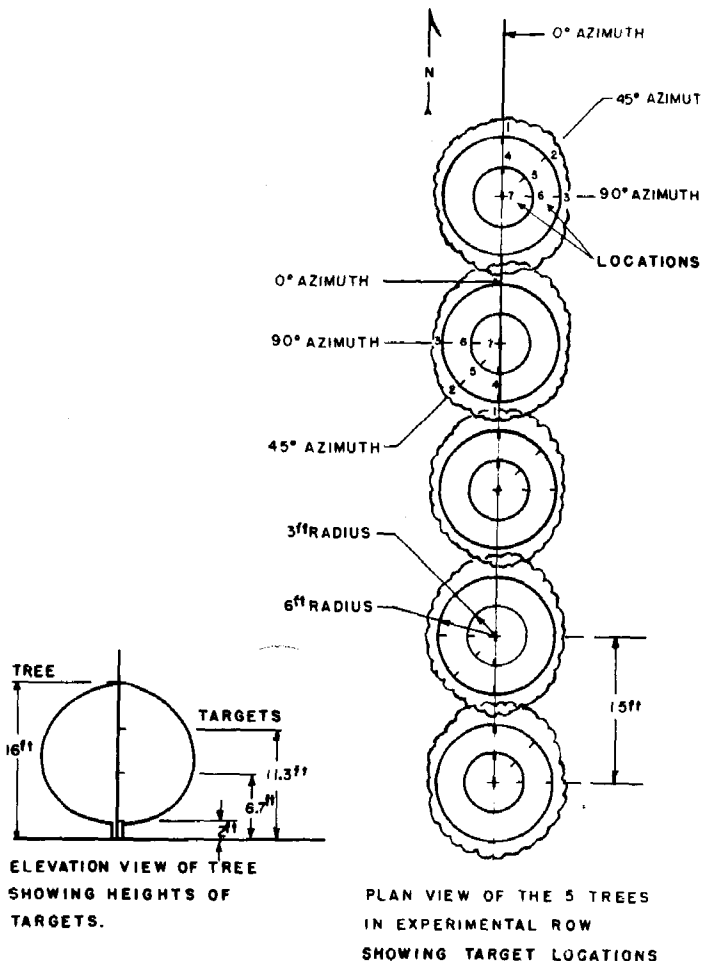 0° AZIMUTH
N
45° AZIMUT
1
2
4
5
7 6 3
90° AZIMUTH
LOCATIONS
0° AZIMUTH
90° AZIMUTH
3 6 7
5
2
4
1
45° AZIMUTH
3ft RADIUS
6ft RADIUS
15ft
TREE
TARGETS
16ft
11.3ft
6.7ft
2ft
ELEVATION VIEW OF TREE
SHOWING HEIGHTS OF
TARGETS.
PLAN VIEW OF THE 5 TREES
IN EXPERIMENTAL ROW
SHOWING TARGET LOCATIONS